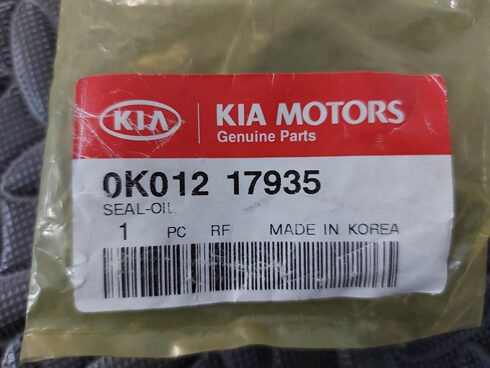 KIA
KIA MOTORS
Genuine Parts
0K012 17935
SEAL-OIL
1 PC RF MADE IN KOREA